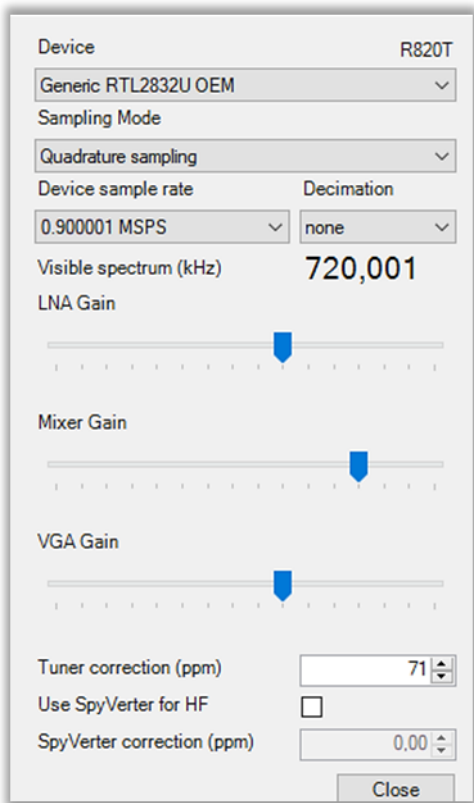 Device R820T
Generic RTL2832U OEM
Sampling Mode
Quadrature sampling
Device sample rate Decimation
0.900001 MSPS none
Visible spectrum (kHz) 720,001
LNA Gain
Mixer Gain
VGA Gain
Tuner correction (ppm) 71
Use SpyVerter for HF
SpyVerter correction (ppm) 0,00
Close